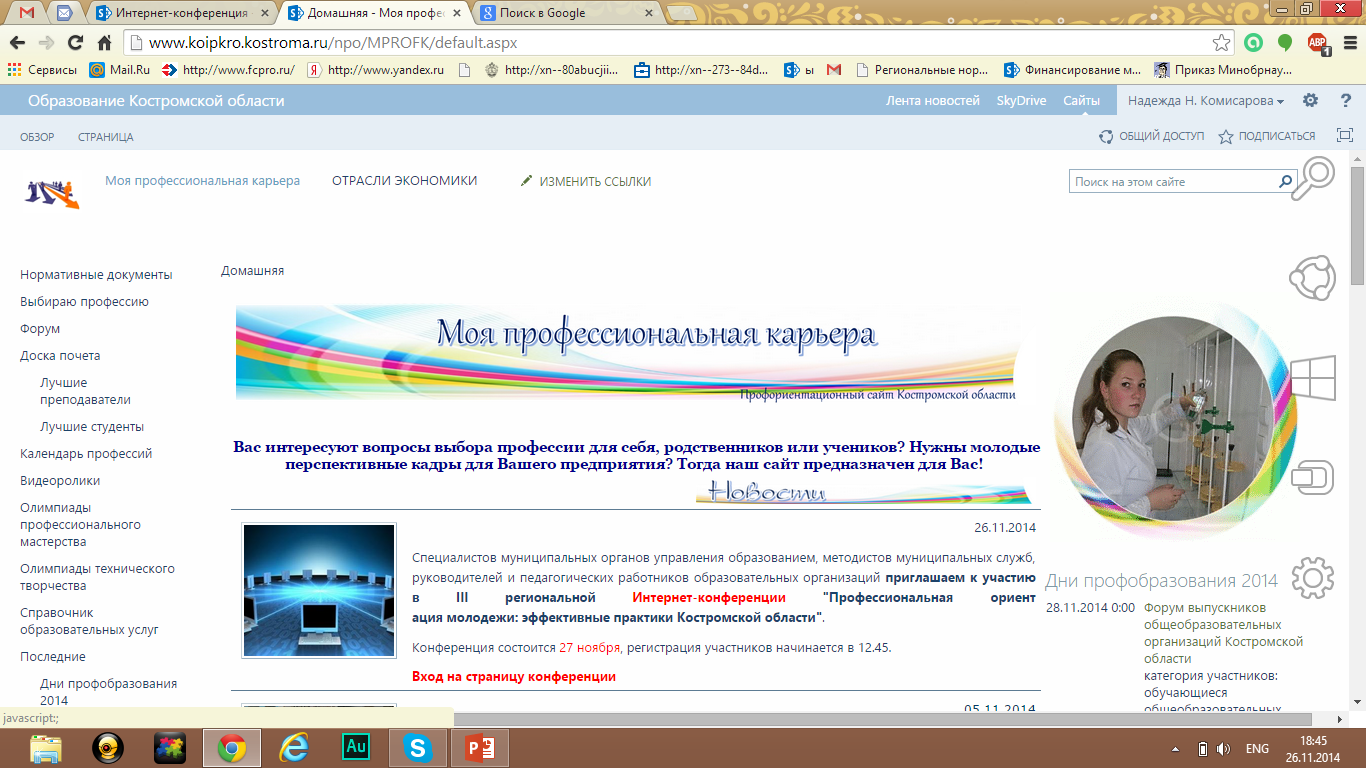 Интернет-конференция
Домашняя - Моя профес
Поиск в Google
www.koipkro.kostroma.ru/npo/MPROFK/default.aspx
ABP
1
Сервисы
Mail.Ru
http://www.fcpro.ru/
http://www.yandex.ru
http://xn--80abucjii...
http://xn--273--84d...
ы
Региональные нор...
Финансирование м...
Приказ Минобрнау...
Образование Костромской области
Лента новостей
SkyDrive
Сайты
Надежда Н. Комисарова
?
ОБЗОР
СТРАНИЦА
ОБЩИЙ ДОСТУП
ПОДПИСАТЬСЯ
Моя профессиональная карьера
ОТРАСЛИ ЭКОНОМИКИ
ИЗМЕНИТЬ ССЫЛКИ
Поиск на этом сайте
Нормативные документы
Выбираю профессию
Форум
Доска почета
Лучшие
преподаватели
Лучшие студенты
Календарь профессий
Видеоролики
Олимпиады
профессионального
мастерства
Олимпиады технического
творчества
Справочник
образовательных услуг
Последние
Дни профобразования
2014
Домашняя
Моя профессиональная карьера
Профориентационный сайт Костромской области
Вас интересуют вопросы выбора профессии для себя, родственников или учеников? Нужны молодые
перспективные кадры для Вашего предприятия? Тогда наш сайт предназначен для Вас!
Новости
26.11.2014
Специалистов муниципальных органов управления образованием, методистов муниципальных служб,
руководителей и педагогических работников образовательных организаций приглашаем к участию
в III региональной Интернет-конференции "Профессиональная ориент
ация молодежи: эффективные практики Костромской области".
Конференция состоится 27 ноября, регистрация участников начинается в 12.45.
Вход на страницу конференции
05.11.2014
Дни профобразования 2014
28.11.2014 0:00
Форум выпускников
общеобразовательных
организаций Костромской
области
категория участников:
обучающиеся
общеобразовательных
javascript:;
Au
ENG
18:45
26.11.2014